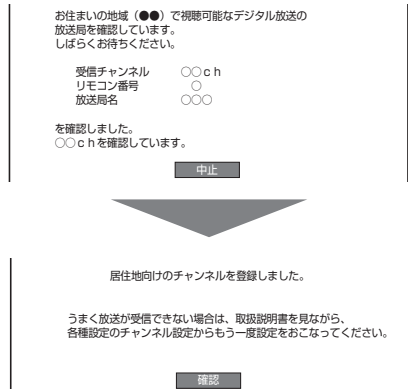 お住まいの地域（●●）で視聴可能なデジタル放送の
放送局を確認しています。
しばらくお待ちください。
受信チャンネル ○○ｃｈ
リモコン番号 ○
放送局名 ○○○
を確認しました。
○○ｃｈを確認しています。
中止
居住地向けのチャンネルを登録しました。
うまく放送が受信できない場合は、取扱説明書を見ながら、
各種設定のチャンネル設定からもう一度設定をおこなってください。
確認